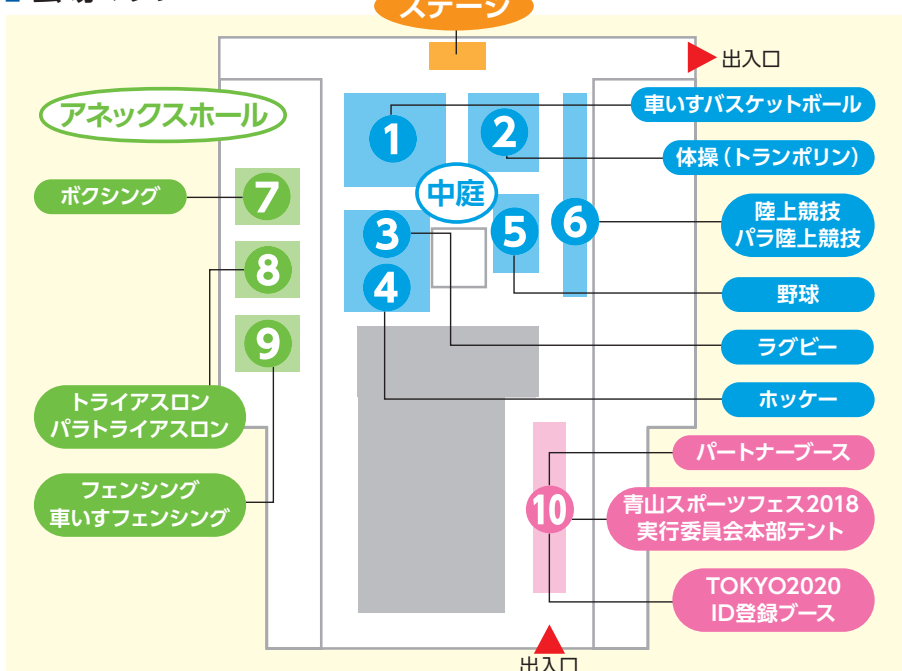 ステージ
出入口
アネックスホール
車いすバスケットボール
1
2
体操(トランポリン)
ボクシング
7
中庭
陸上競技
パラ陸上競技
3
5
6
8
4
野球
9
ラグビー
トライアスロン
パラトライアスロン
ホッケー
パートナーブース
フェンシング
車いすフェンシング
10
青山スポーツフェス2018
実行委員会本部テント
TOKYO2020
ID登録ブース
出入口